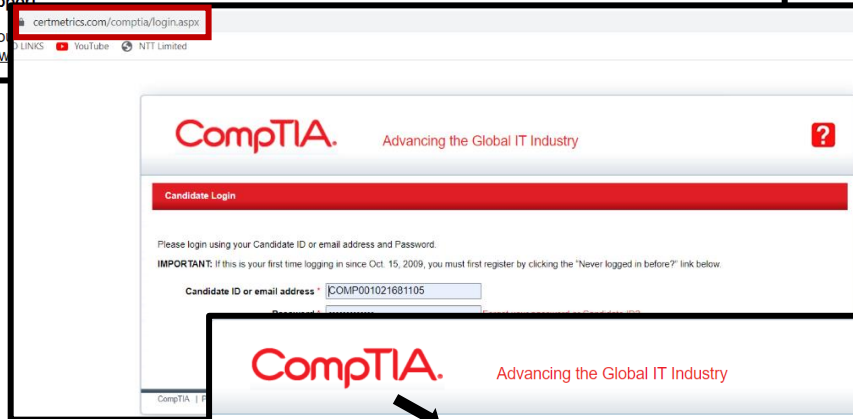 certmetrics.com/comptia/login.aspx
LINKS YouTube NTT Limited
CompTIA. Advancing the Global IT Industry ?
Candidate Login
Please login using your Candidate ID or email address and Password.
IMPORTANT: If this is your first time logging in since Oct. 15, 2009, you must first register by clicking the "Never logged in before?" link below.
Candidate ID or email address * COMP001021681105
Password *
CompTIA. Advancing the Global IT Industry
CompTIA | P